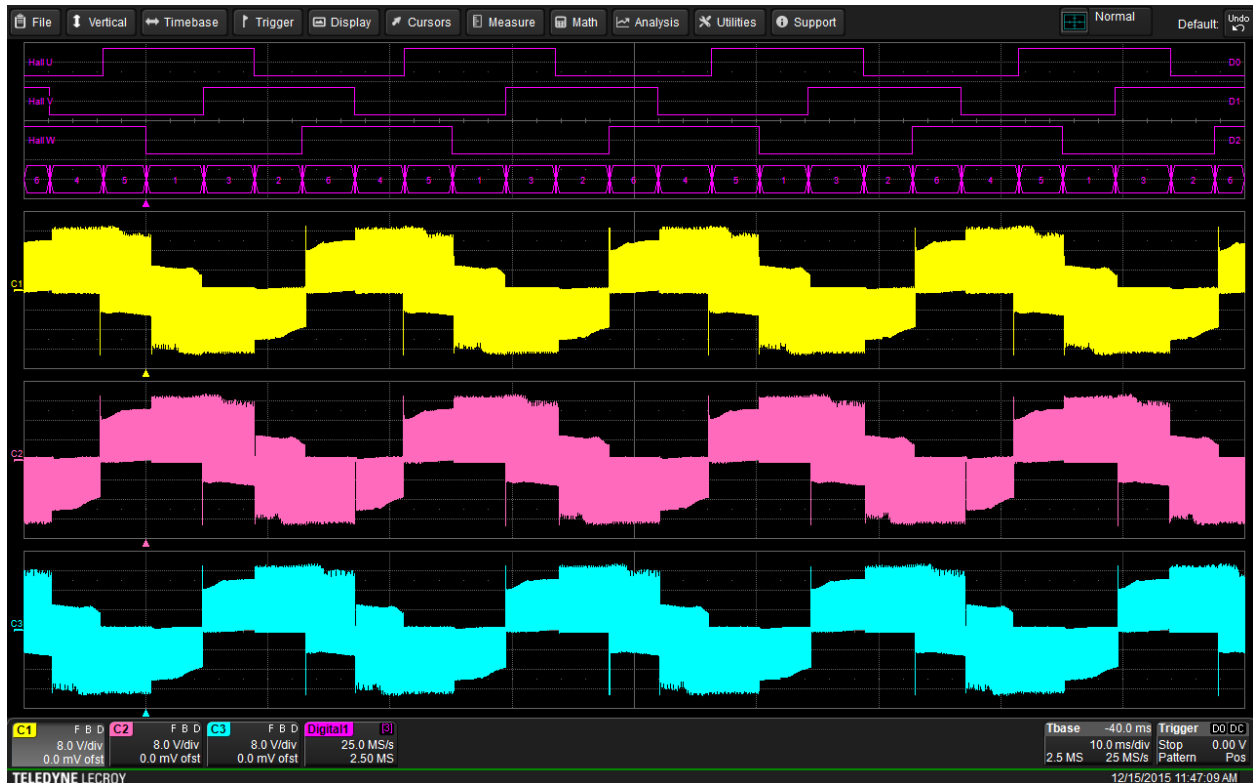 File Vertical Timebase Trigger Display Cursors Measure Math Analysis Utilities Support Normal Default: Undo
Hall U D0
Hall V D1
Hall W D2
6 4 5 1 3 2 6 4 5 1 3 2 6 4 5 1 3 2 6 4 5 1 3 2 6
C1
C2
C3
C1 F B D C2 F B D C3 F B D Digital1 [3] Tbase -40.0 ms Trigger D0 DC
8.0 V/div 8.0 V/div 8.0 V/div 25.0 MS/s 10.0 ms/div Stop 0.00 V
0.0 mV ofst 0.0 mV ofst 0.0 mV ofst 2.50 MS 2.5 MS 25 MS/s Pattern Pos
TELEDYNE LECROY 12/15/2015 11:47:09 AM